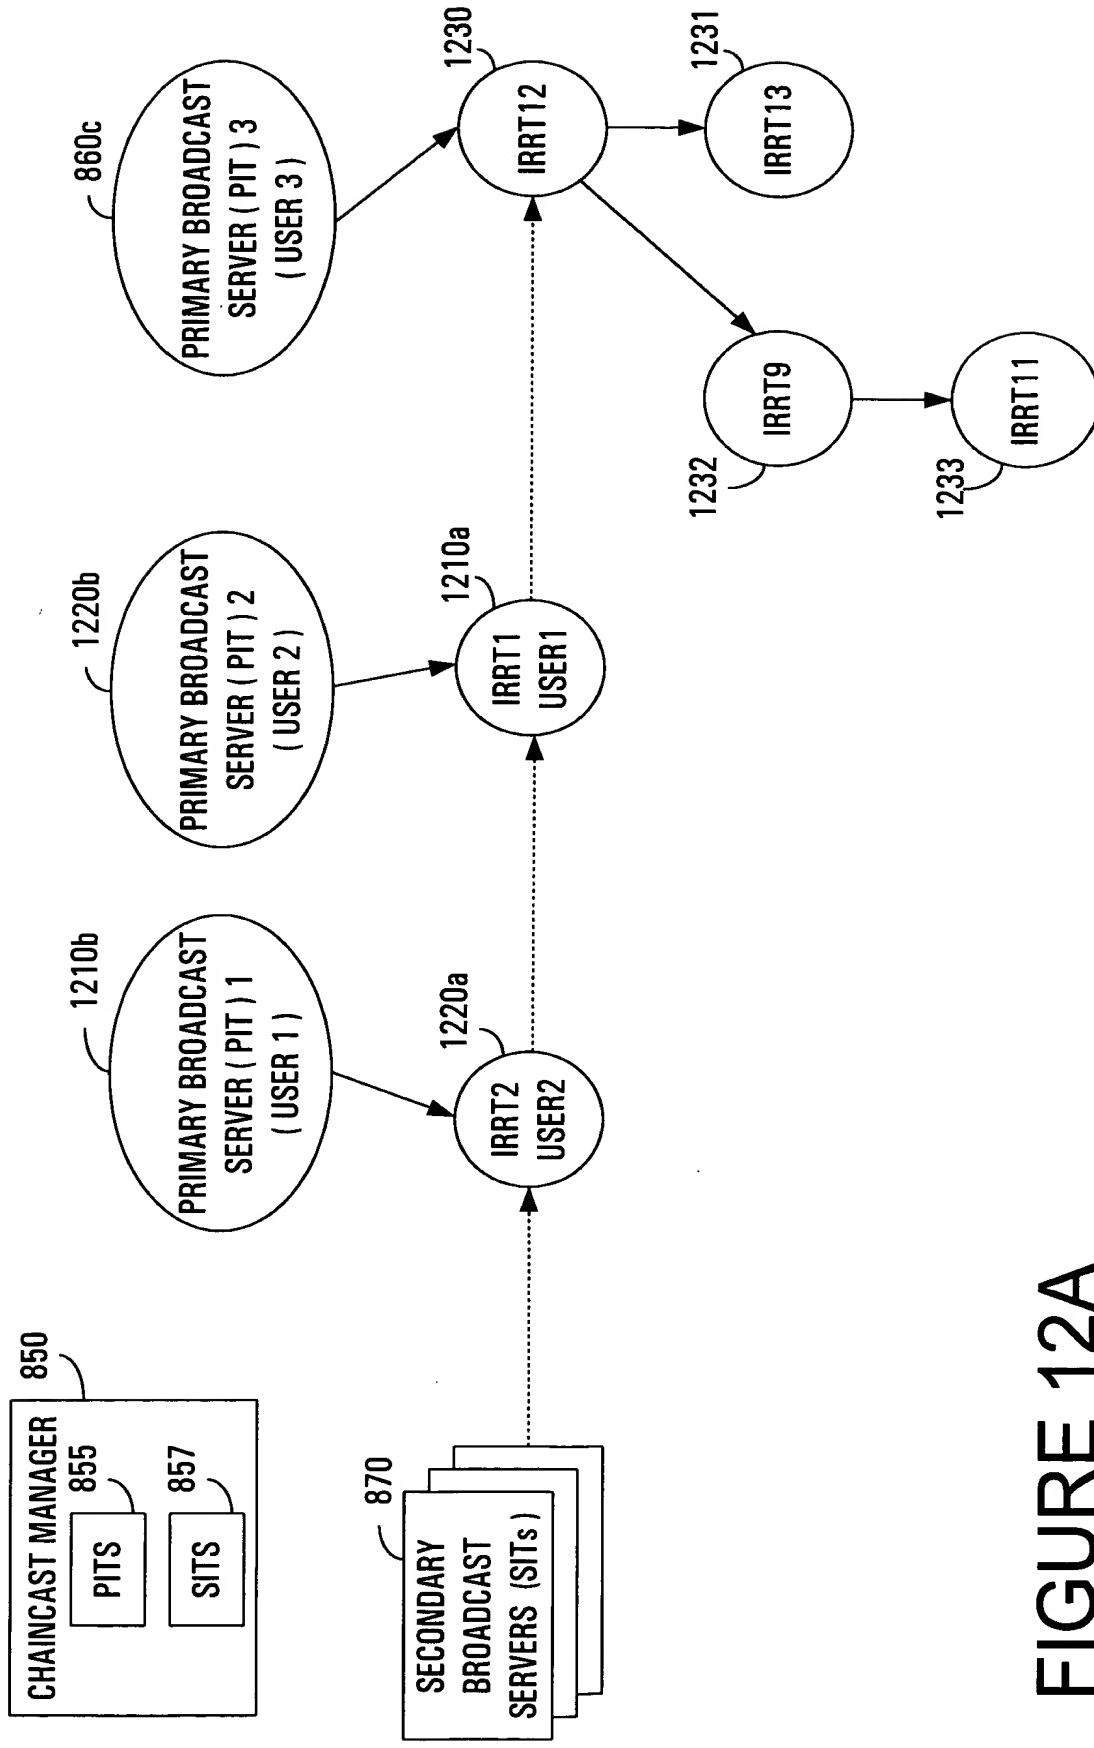 CHAINCAST MANAGER
850
PITS
855
SITS
857
SECONDARY
BROADCAST
SERVERS (SITs)
870
PRIMARY BROADCAST
SERVER ( PIT ) 1
( USER 1 )
1210b
IRRT2
USER2
1220a
PRIMARY BROADCAST
SERVER ( PIT ) 2
( USER 2 )
1220b
IRRT1
USER1
1210a
PRIMARY BROADCAST
SERVER ( PIT ) 3
( USER 3 )
860c
IRRT12
1230
IRRT13
1231
IRRT9
1232
IRRT11
1233
FIGURE 12A